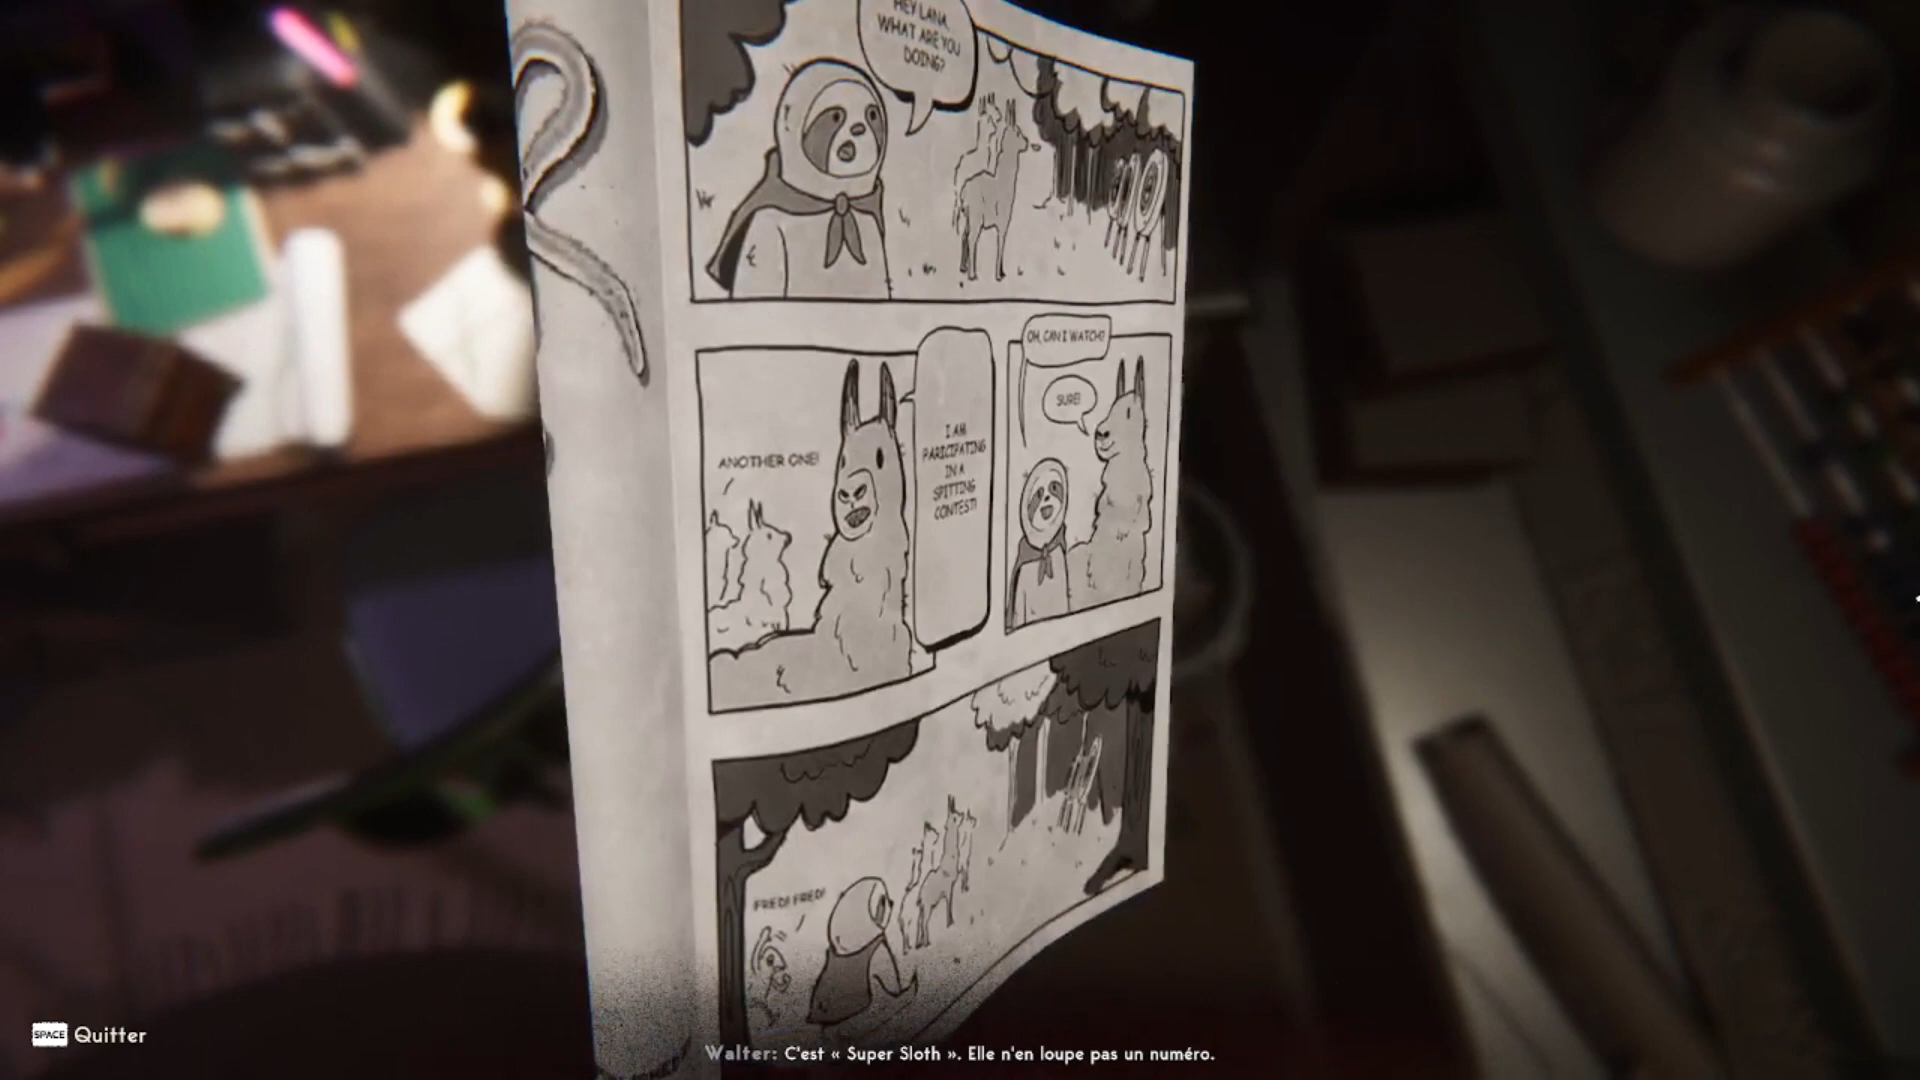 HEY LANA.
WHAT ARE YOU
DOING?
ANOTHER ONE!
I AM
PARICIPATING
IN A
SPITTING
CONTEST!
OH, CAN I WATCH?
SURE!
FRED! FRED!
SPACE Quitter
Walter: C'est « Super Sloth ». Elle n'en loupe pas un numéro.